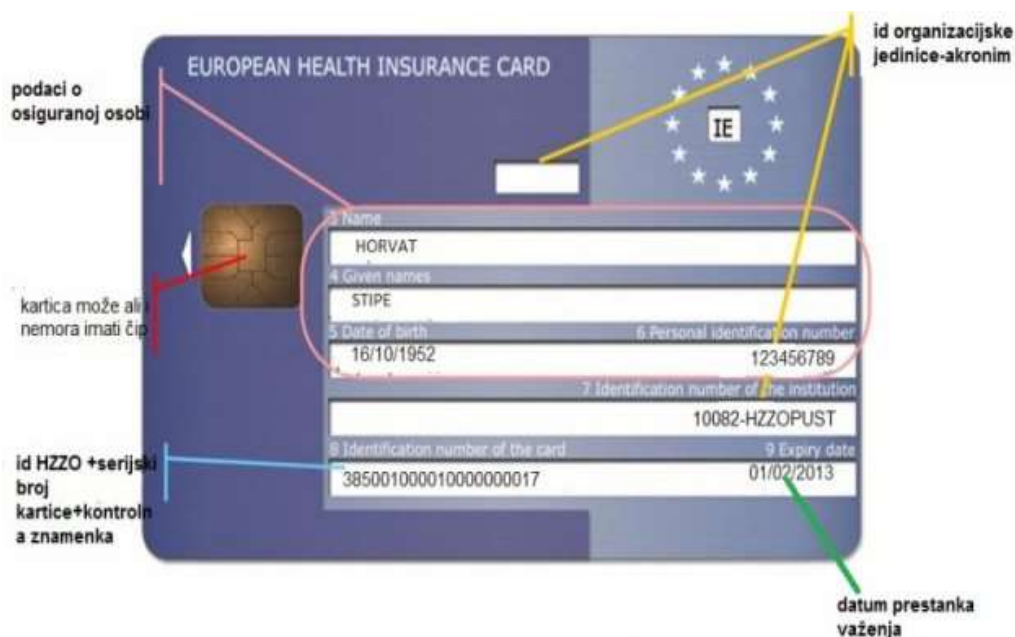 id organizacijske
jedinice-akronim
EUROPEAN HEALTH INSURANCE CARD
podaci o
osiguranoj osobi
IE
3 Name
HORVAT
4 Given names
STIPE
5 Date of birth
6 Personal identification number
16/10/1952
123456789
kartica može ali i
nemora imati čip
7 Identification number of the institution
10082-HZZOPUST
8 Identification number of the card
9 Expiry date
385001000010000000017
01/02/2013
id HZZO +serijski
broj
kartice+kontroln
a znamenka
datum prestanka
važenja